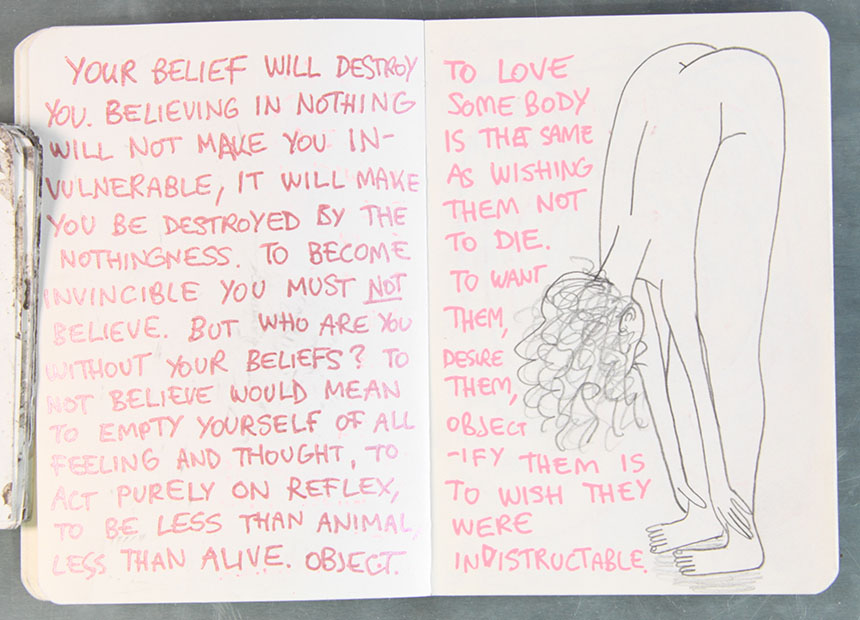 YOUR BELIEF WILL DESTROY
YOU. BELIEVING IN NOTHING
WILL NOT MAKE YOU IN-
VULNERABLE, IT WILL MAKE
YOU BE DESTROYED BY THE
NOTHINGNESS. TO BECOME
INVINCIBLE YOU MUST NOT
BELIEVE. BUT WHO ARE YOU
WITHOUT YOUR BELIEFS? TO
NOT BELIEVE WOULD MEAN
TO EMPTY YOURSELF OF ALL
FEELING AND THOUGHT, TO
ACT PURELY ON REFLEX,
TO BE LESS THAN ANIMAL,
LESS THAN ALIVE. OBJECT.
TO LOVE
SOMEBODY
IS THE SAME
AS WISHING
THEM NOT
TO DIE.
TO WANT
THEM,
DESIRE
THEM,
OBJECT
-IFY THEM IS
TO WISH THEY
WERE
INDISTRUCTABLE.